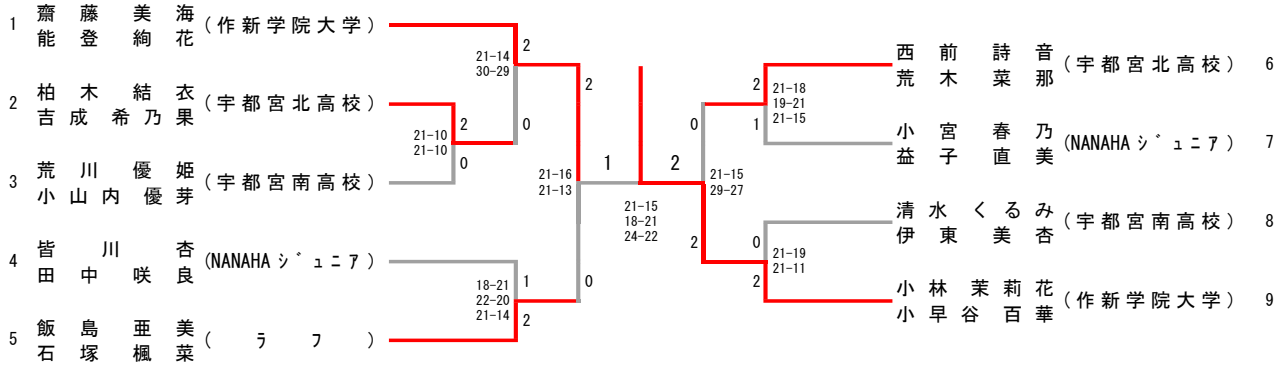 1 齋藤美海 (作新学院大学)
能登絢花
2 柏木結衣 (宇都宮北高校)
吉成希乃果
3 荒川優姫 (宇都宮南高校)
小山内優芽
4 皆川杏 (NANAHAジュニア)
田中咲良
5 飯島亜美 (ラフ)
石塚楓菜
21-14
30-29
2
0
21-10
21-10
2
0
21-16
21-13
2
0
18-21
22-20
21-14
1
2
1
2
21-15
18-21
24-22
0
2
21-15
29-27
2
1
21-18
19-21
21-15
0
2
21-19
21-11
西前詩音 (宇都宮北高校) 6
荒木菜那
小宮春乃 (NANAHAジュニア) 7
益子直美
清水くるみ (宇都宮南高校) 8
伊東美杏
小林茉莉花 (作新学院大学) 9
小早谷百華